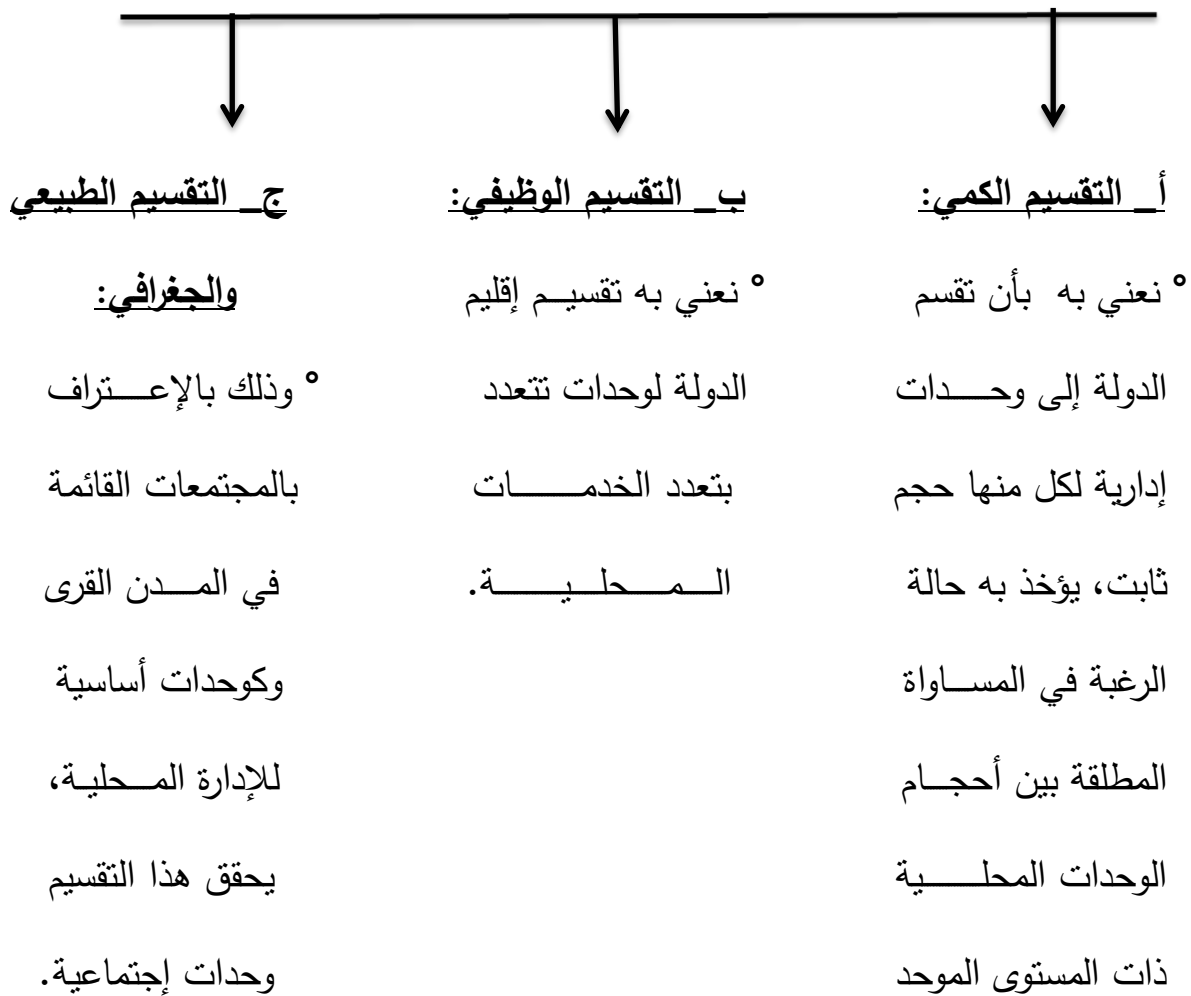 أ_ التقسيم الكمي:
° نعني به بأن تقسم
الدولة إلى وحدات
إدارية لكل منها حجم
ثابت، يؤخذ به حالة
الرغبة في المساواة
المطلقة بين أحجام
الوحدات المحلية
ذات المستوى الموحد
ب_ التقسيم الوظيفي:
° نعني به تقسيم إقليم
الدولة لوحدات تتعدد
بتعدد الخدمات
المحلية.
ج_ التقسيم الطبيعي
والجغرافي:
° وذلك بالإعتراف
بالمجتمعات القائمة
في المدن القرى
وكوحدات أساسية
للإدارة المحلية،
يحقق هذا التقسيم
وحدات إجتماعية.